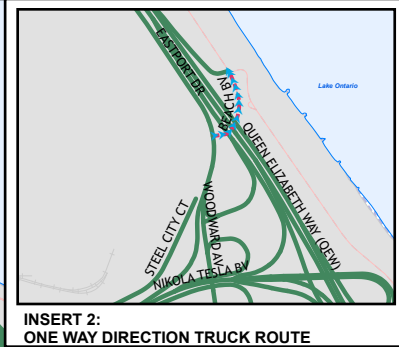 EASTPORT DR
BEACH BV
Lake Ontario
QUEEN ELIZABETH WAY (QEW)
WOODWARD AV
STEEL CITY CT
NIKOLA TESLA BV
INSERT 2:
ONE WAY DIRECTION TRUCK ROUTE